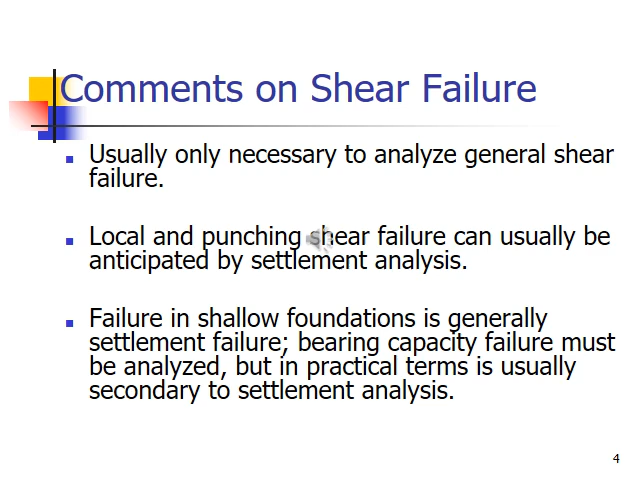 Comments on Shear Failure
Usually only necessary to analyze general shear
failure.
Local and punching shear failure can usually be
anticipated by settlement analysis.
Failure in shallow foundations is generally
settlement failure; bearing capacity failure must
be analyzed, but in practical terms is usually
secondary to settlement analysis.
4